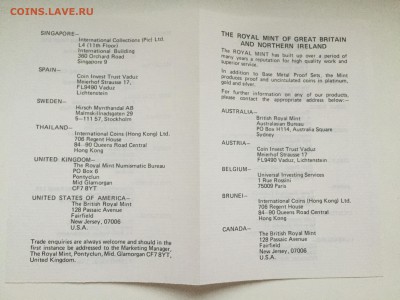 COINS.LAVE.RU
SINGAPORE—
International Collections (Pte) Ltd.
L4 (11th Floor)
International Building
360 Orchard Road
Singapore 9
SPAIN—
Coin Invest Trust Vaduz
Meierhof Strasse 17,
FL9490 Vaduz
Lichtenstein
SWEDEN—
Hirsch Mynthandel AB
Malmskillnadsgaten 29
S-111 57, Stockholm
THAILAND—
International Coins (Hong Kong) Ltd.
706 Regent House
84-90 Queens Road Central
Hong Kong
UNITED KINGDOM—
The Royal Mint Numismatic Bureau
PO Box 6
Pontyclun
Mid Glamorgan
CF7 8YT
UNITED STATES OF AMERICA—
The British Royal Mint
128 Passaic Avenue
Fairfield
New Jersey, 07006
U.S.A.
Trade enquiries are always welcome and should in the
first instance be addressed to the Marketing Manager,
The Royal Mint, Pontyclun, Mid. Glamorgan CF7 8YT,
United Kingdom.
THE ROYAL MINT OF GREAT BRITAIN
AND NORTHERN IRELAND
The ROYAL MINT has built up over a period of
many years a reputation for high quality work and
superior service.
In addition to Base Metal Proof Sets, the Mint
produces proof and uncirculated coins in platinum,
gold and silver.
For further information on any of our products,
please contact the appropriate address below:—
AUSTRALIA—
British Royal Mint
Australasian Bureau
PO Box H114, Australia Square
Sydney
AUSTRIA—
Coin Invest Trust Vaduz
Meierhof Strasse 17
FL9490 Vaduz, Lichtenstein
BELGIUM—
Universal Investing Services
1 Rue Rossini
75009 Paris
BRUNEI—
International Coins (Hong Kong) Ltd.
706 Regent House
84-90 Queens Road Central
Hong Kong
CANADA—
The British Royal Mint
128 Passaic Avenue
Fairfield
New Jersey, 07006
U.S.A.